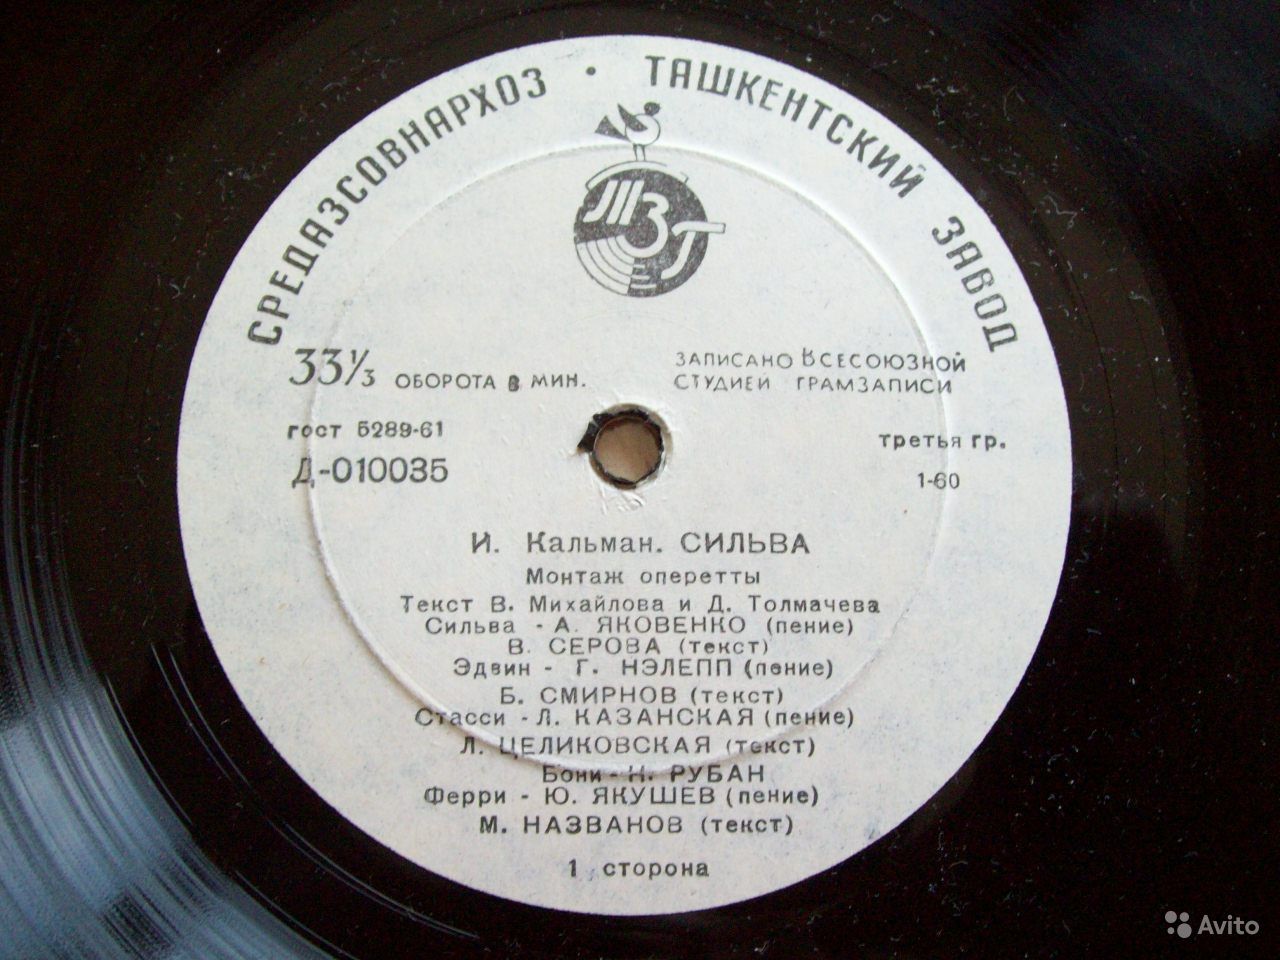 СРЕДАЗСОВНАРХОЗ · ТАШКЕНТСКИЙ ЗАВОД
ТЗГ
33⅓ ОБОРОТА В МИН.
ЗАПИСАНО ВСЕСОЮЗНОЙ
СТУДИЕЙ ГРАМЗАПИСИ
ГОСТ 5289-61
третья гр.
Д-010035
1-60
И. Кальман. СИЛЬВА
Монтаж оперетты
Текст В. Михайлова и Д. Толмачева
Сильва - А. ЯКОВЕНКО (пение)
В. СЕРОВА (текст)
Эдвин - Г. НЭЛЕПП (пение)
Б. СМИРНОВ (текст)
Стасси - Л. КАЗАНСКАЯ (пение)
Л. ЦЕЛИКОВСКАЯ (текст)
Бони - Н. РУБАН
Ферри - Ю. ЯКУШЕВ (пение)
М. НАЗВАНОВ (текст)
1 сторона
Avito